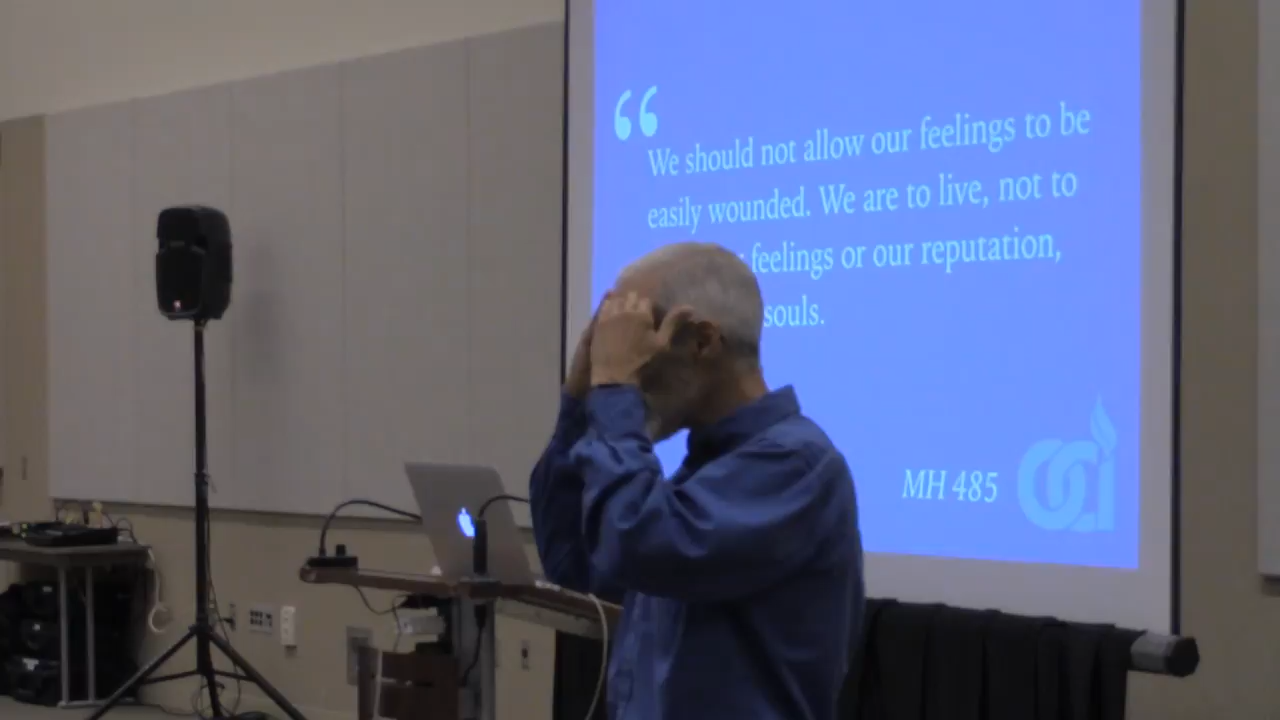 “
We should not allow our feelings to be
easily wounded. We are to live, not to
feelings or our reputation,
souls.
MH 485
OCI